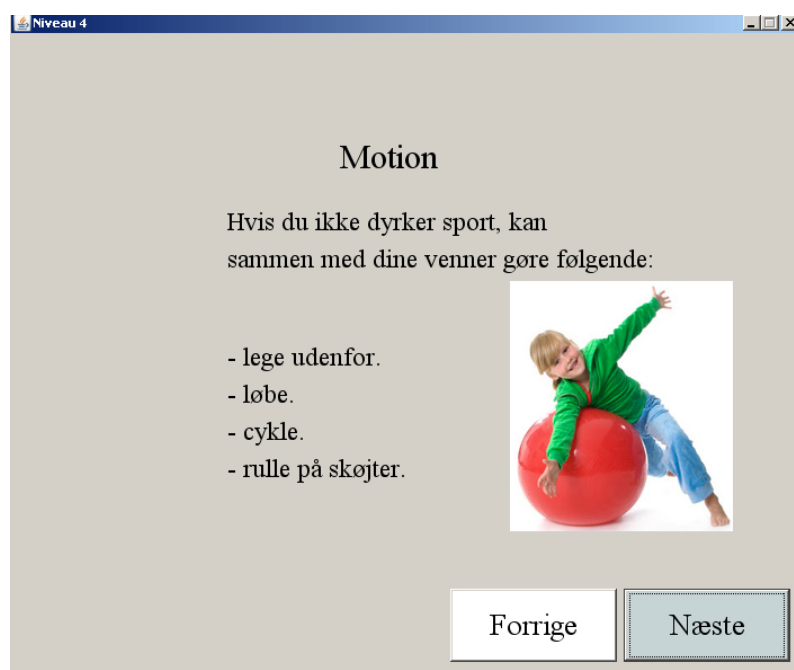 Niveau 4
Motion
Hvis du ikke dyrker sport, kan
sammen med dine venner gøre følgende:
- lege udenfor.
- løbe.
- cykle.
- rulle på skøjter.
Forrige
Næste